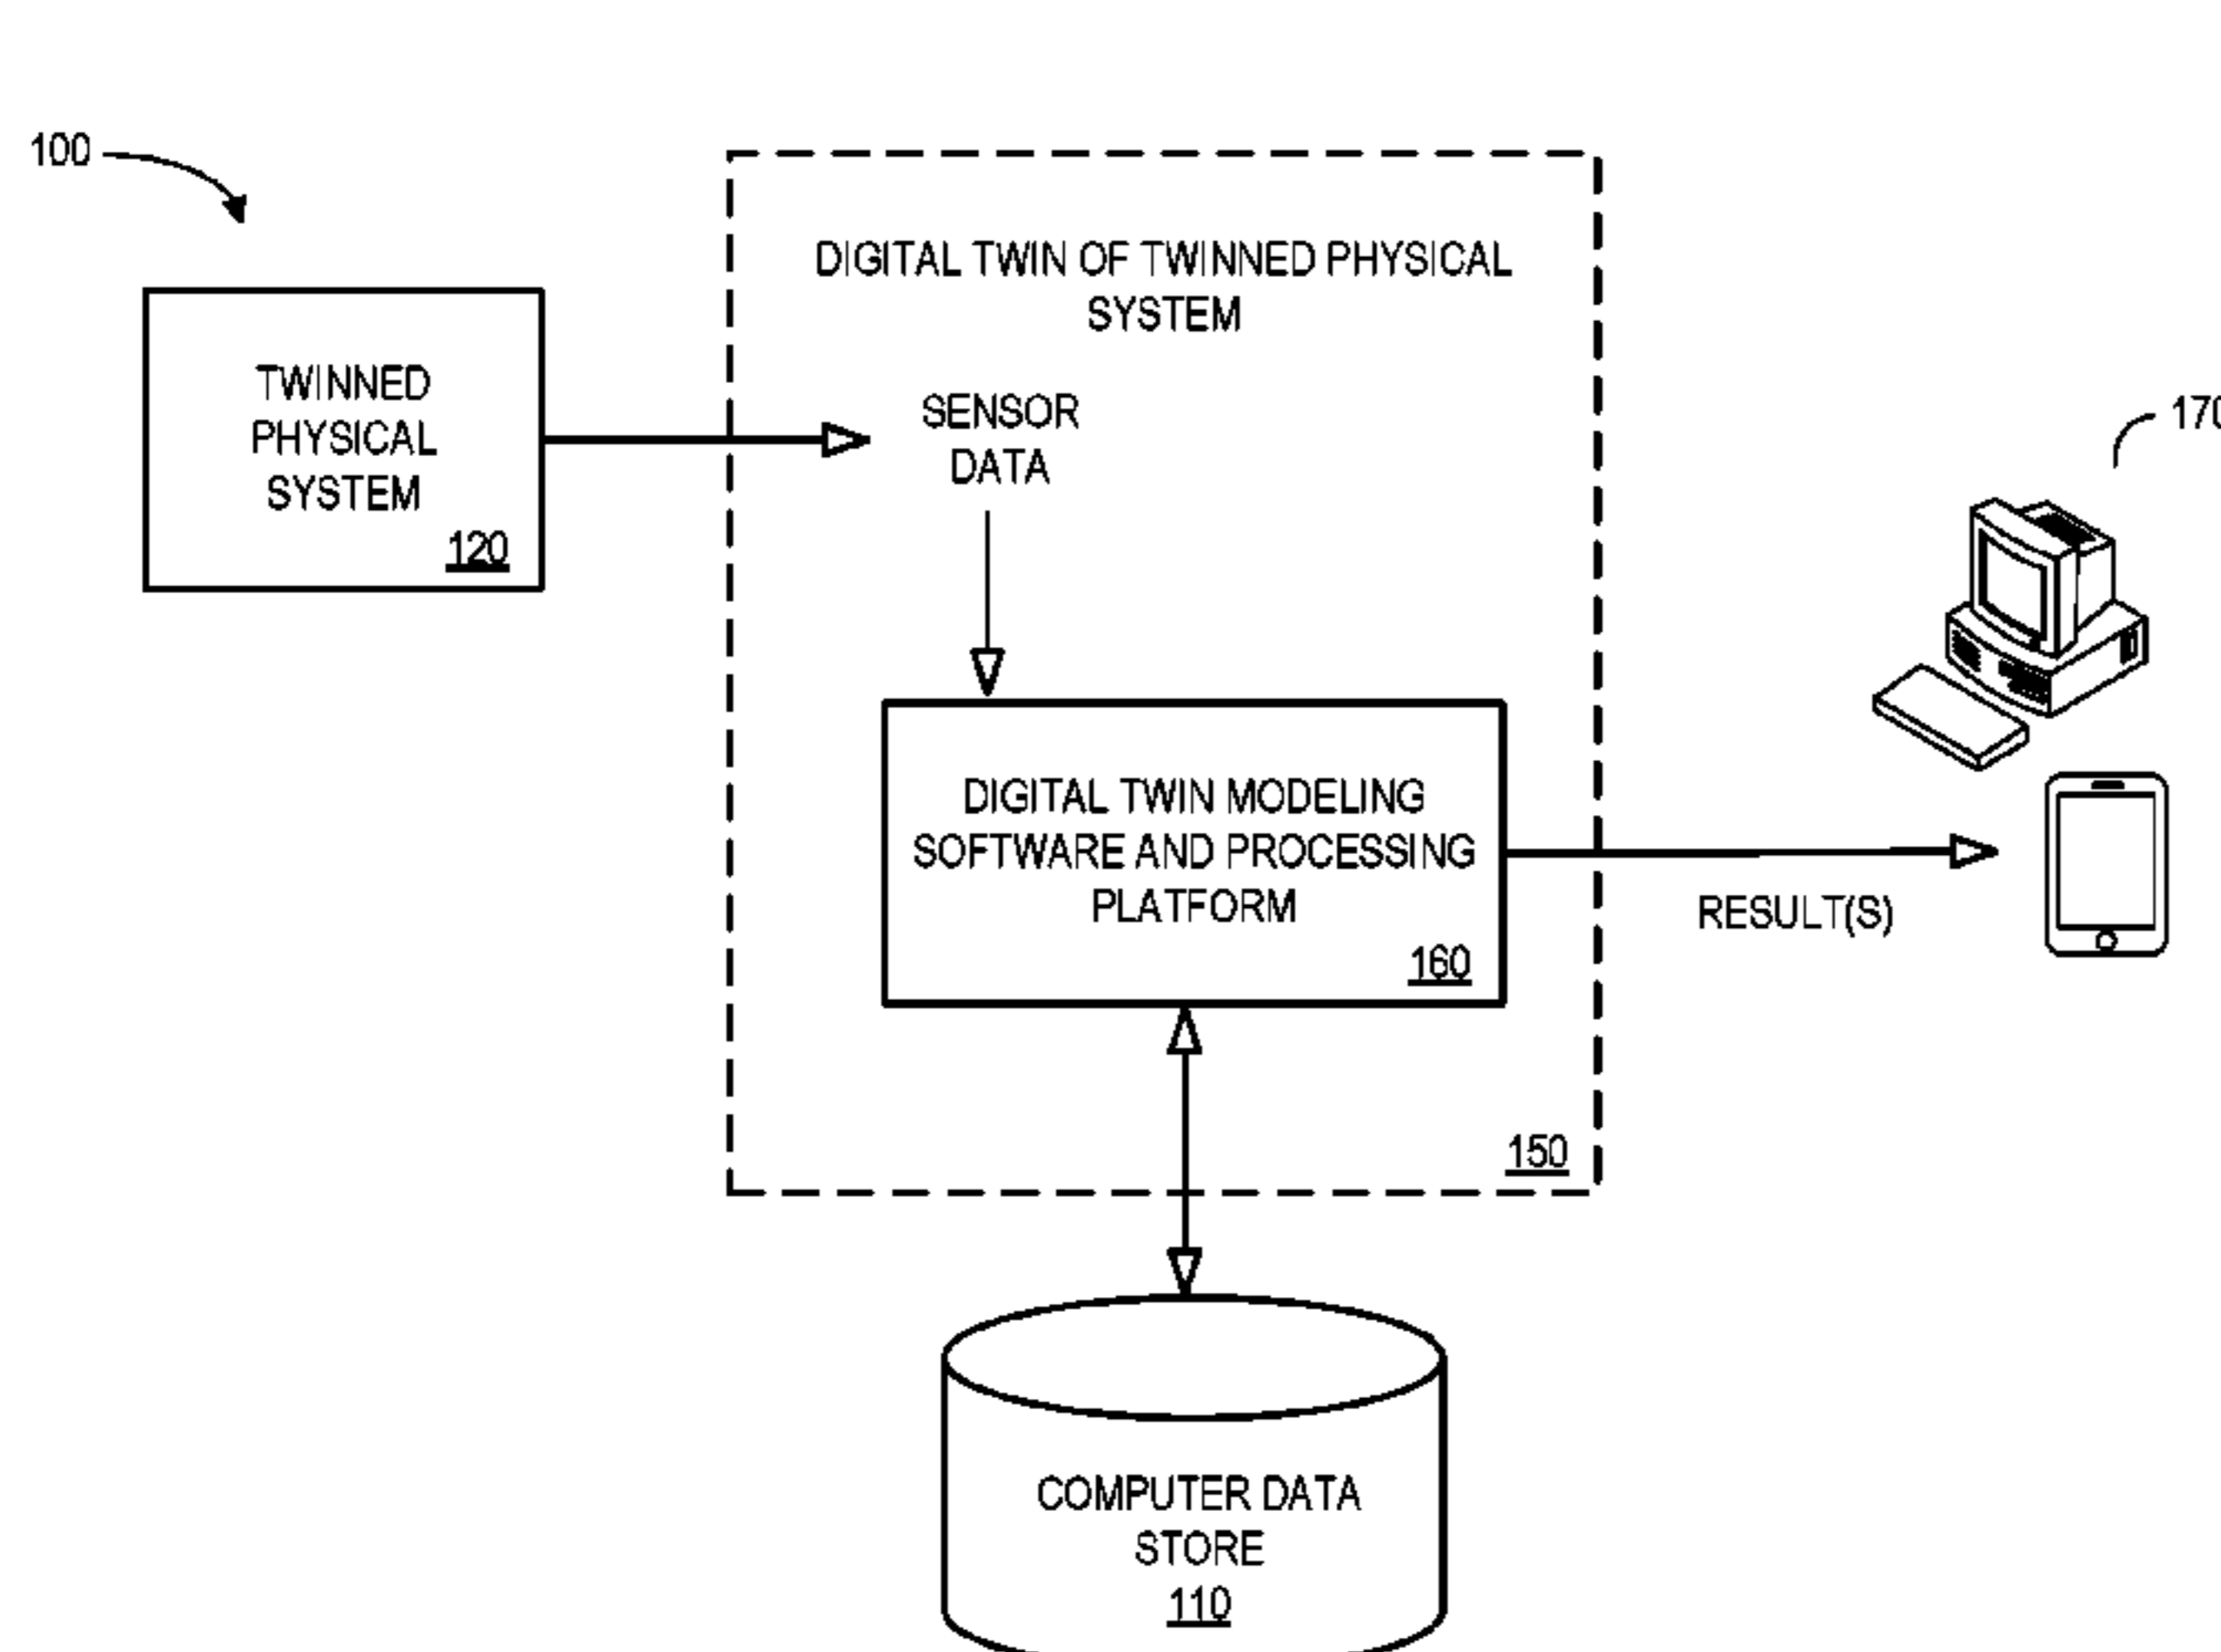 100
DIGITAL TWIN OF TWINNED PHYSICAL
SYSTEM
TWINNED
PHYSICAL
SYSTEM
120
SENSOR
DATA
170
DIGITAL TWIN MODELING
SOFTWARE AND PROCESSING
PLATFORM
160
RESULT(S)
150
COMPUTER DATA
STORE
110